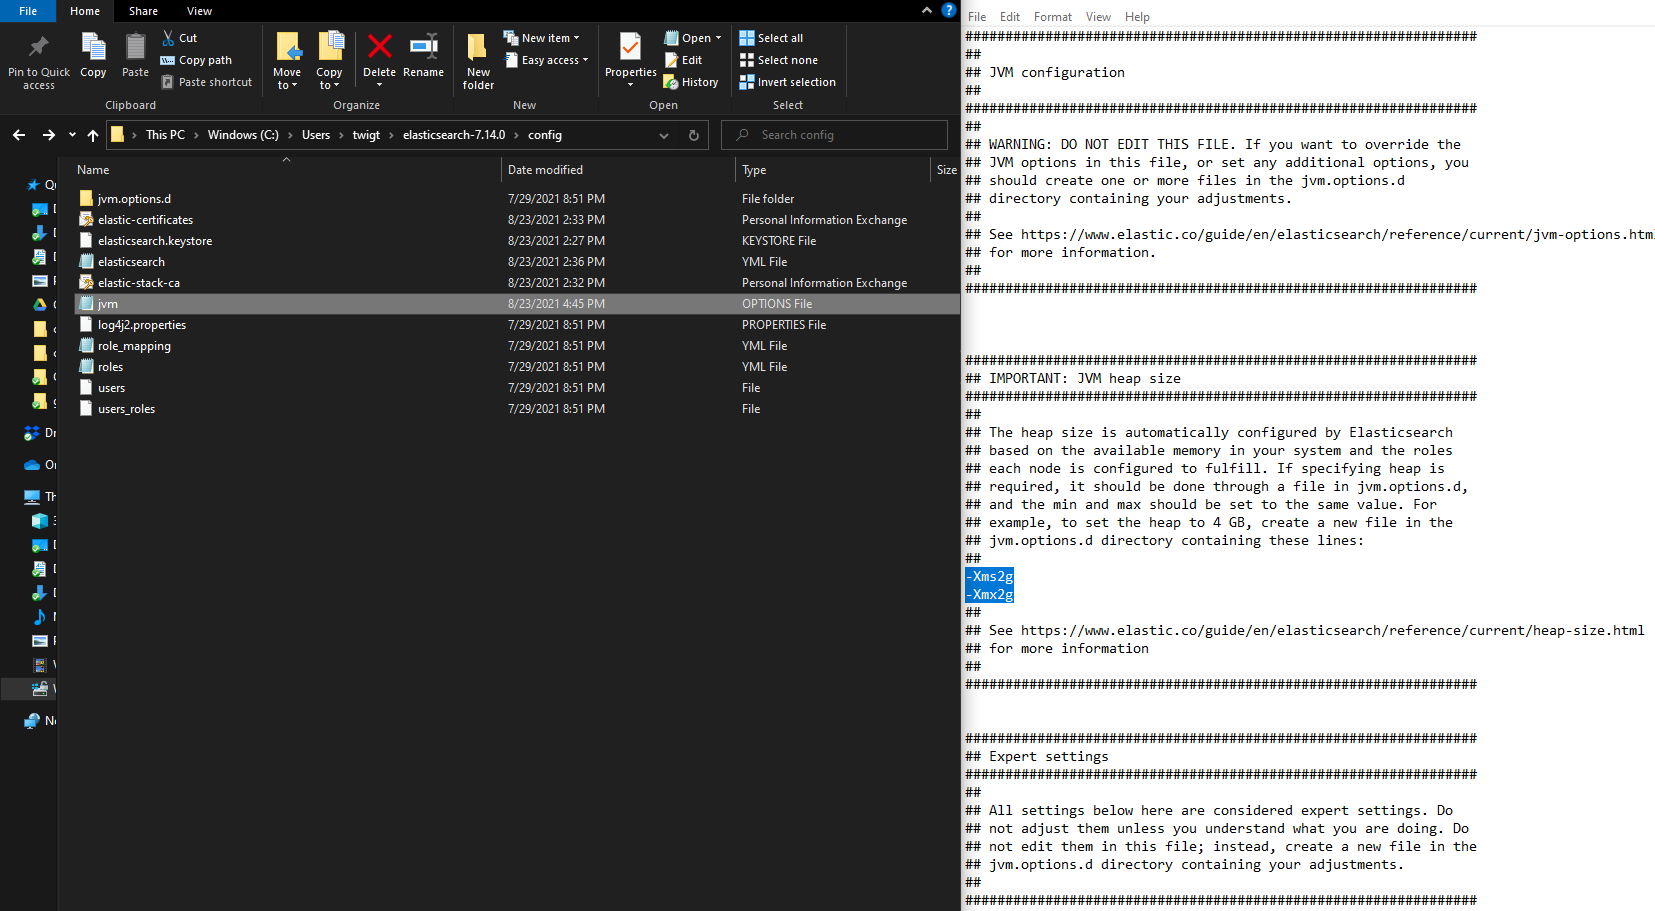 File Home Share View
Pin to Quick access
Copy
Paste
Cut
Copy path
Paste shortcut
Clipboard
Move to
Copy to
Delete
Rename
Organize
New folder
New item
Easy access
New
Properties
Open
Edit
History
Open
Select all
Select none
Invert selection
Select
This PC > Windows (C:) > Users > twigt > elasticsearch-7.14.0 > config
Search config
Name Date modified Type Size
jvm.options.d 7/29/2021 8:51 PM File folder
elastic-certificates 8/23/2021 2:33 PM Personal Information Exchange
elasticsearch.keystore 8/23/2021 2:27 PM KEYSTORE File
elasticsearch 8/23/2021 2:36 PM YML File
elastic-stack-ca 8/23/2021 2:32 PM Personal Information Exchange
jvm 8/23/2021 4:45 PM OPTIONS File
log4j2.properties 7/29/2021 8:51 PM PROPERTIES File
role_mapping 7/29/2021 8:51 PM YML File
roles 7/29/2021 8:51 PM YML File
users 7/29/2021 8:51 PM File
users_roles 7/29/2021 8:51 PM File
File Edit Format View Help
################################################################
##
## JVM configuration
##
################################################################
##
## WARNING: DO NOT EDIT THIS FILE. If you want to override the
## JVM options in this file, or set any additional options, you
## should create one or more files in the jvm.options.d
## directory containing your adjustments.
##
## See https://www.elastic.co/guide/en/elasticsearch/reference/current/jvm-options.html
## for more information.
##
################################################################
################################################################
## IMPORTANT: JVM heap size
################################################################
##
## The heap size is automatically configured by Elasticsearch
## based on the available memory in your system and the roles
## each node is configured to fulfill. If specifying heap is
## required, it should be done through a file in jvm.options.d,
## and the min and max should be set to the same value. For
## example, to set the heap to 4 GB, create a new file in the
## jvm.options.d directory containing these lines:
##
-Xms2g
-Xmx2g
##
## See https://www.elastic.co/guide/en/elasticsearch/reference/current/heap-size.html
## for more information
##
################################################################
################################################################
## Expert settings
################################################################
##
## All settings below here are considered expert settings. Do
## not adjust them unless you understand what you are doing. Do
## not edit them in this file; instead, create a new file in the
## jvm.options.d directory containing your adjustments.
##
################################################################